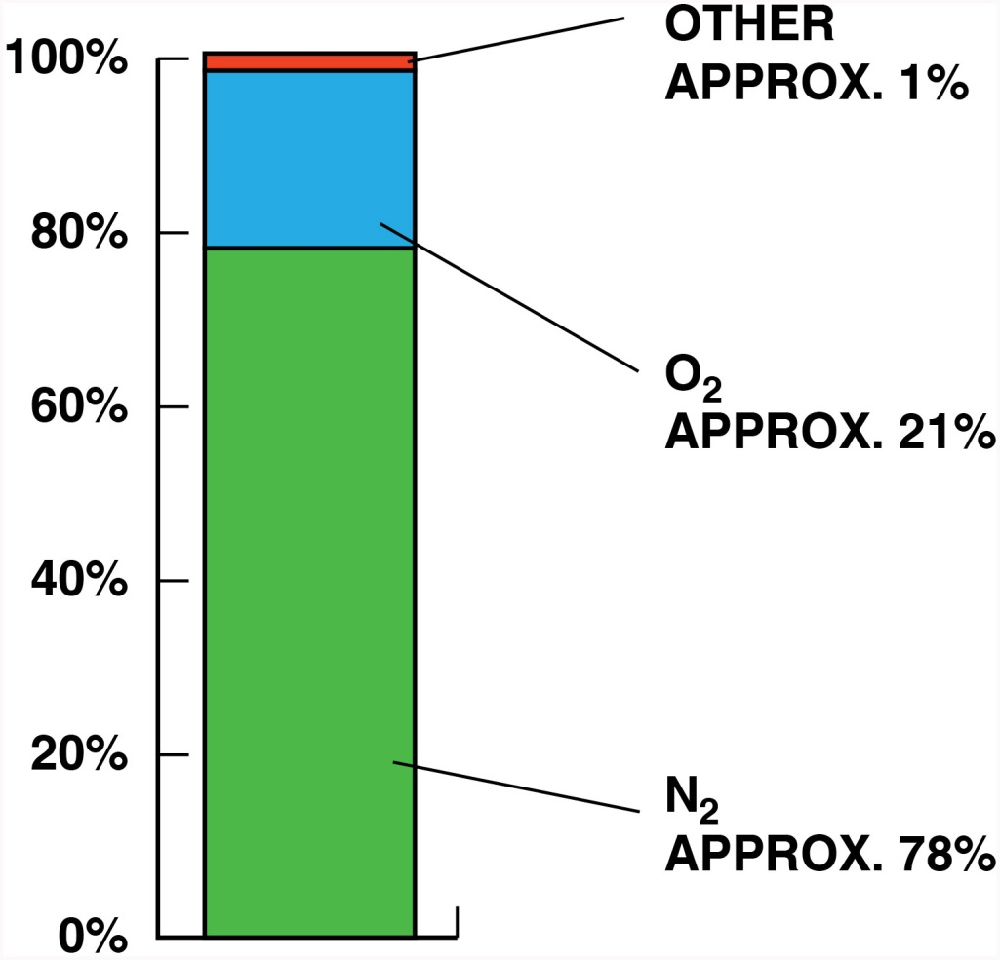 100%
80%
60%
40%
20%
0%
OTHER
APPROX. 1%
O₂
APPROX. 21%
N₂
APPROX. 78%